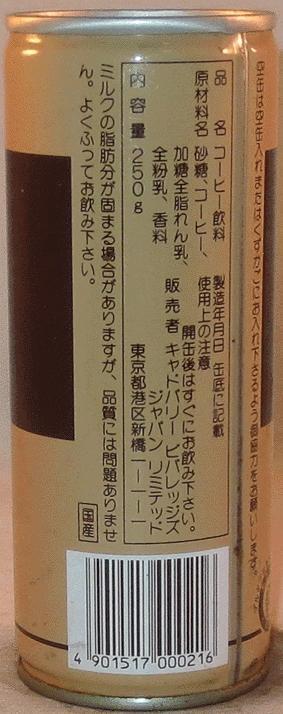 空缶は空缶入れまたはくずかごにお入れ下さるよう御協力をお願いします。
品　名 コーヒー飲料
原材料名 砂糖、コーヒー、
加糖全脂れん乳、
全粉乳、香料
内容量 250g
製造年月日 缶底に記載
使用上の注意
開缶後はすぐにお飲み下さい。
販売者 キャドバリー ビバレッジズ
ジャパン リミテッド
東京都港区新橋一ー一ー一
ミルクの脂肪分が固まる場合がありますが、品質には問題ありませ
ん。よくふってお飲み下さい。
国産
4 901517 000216